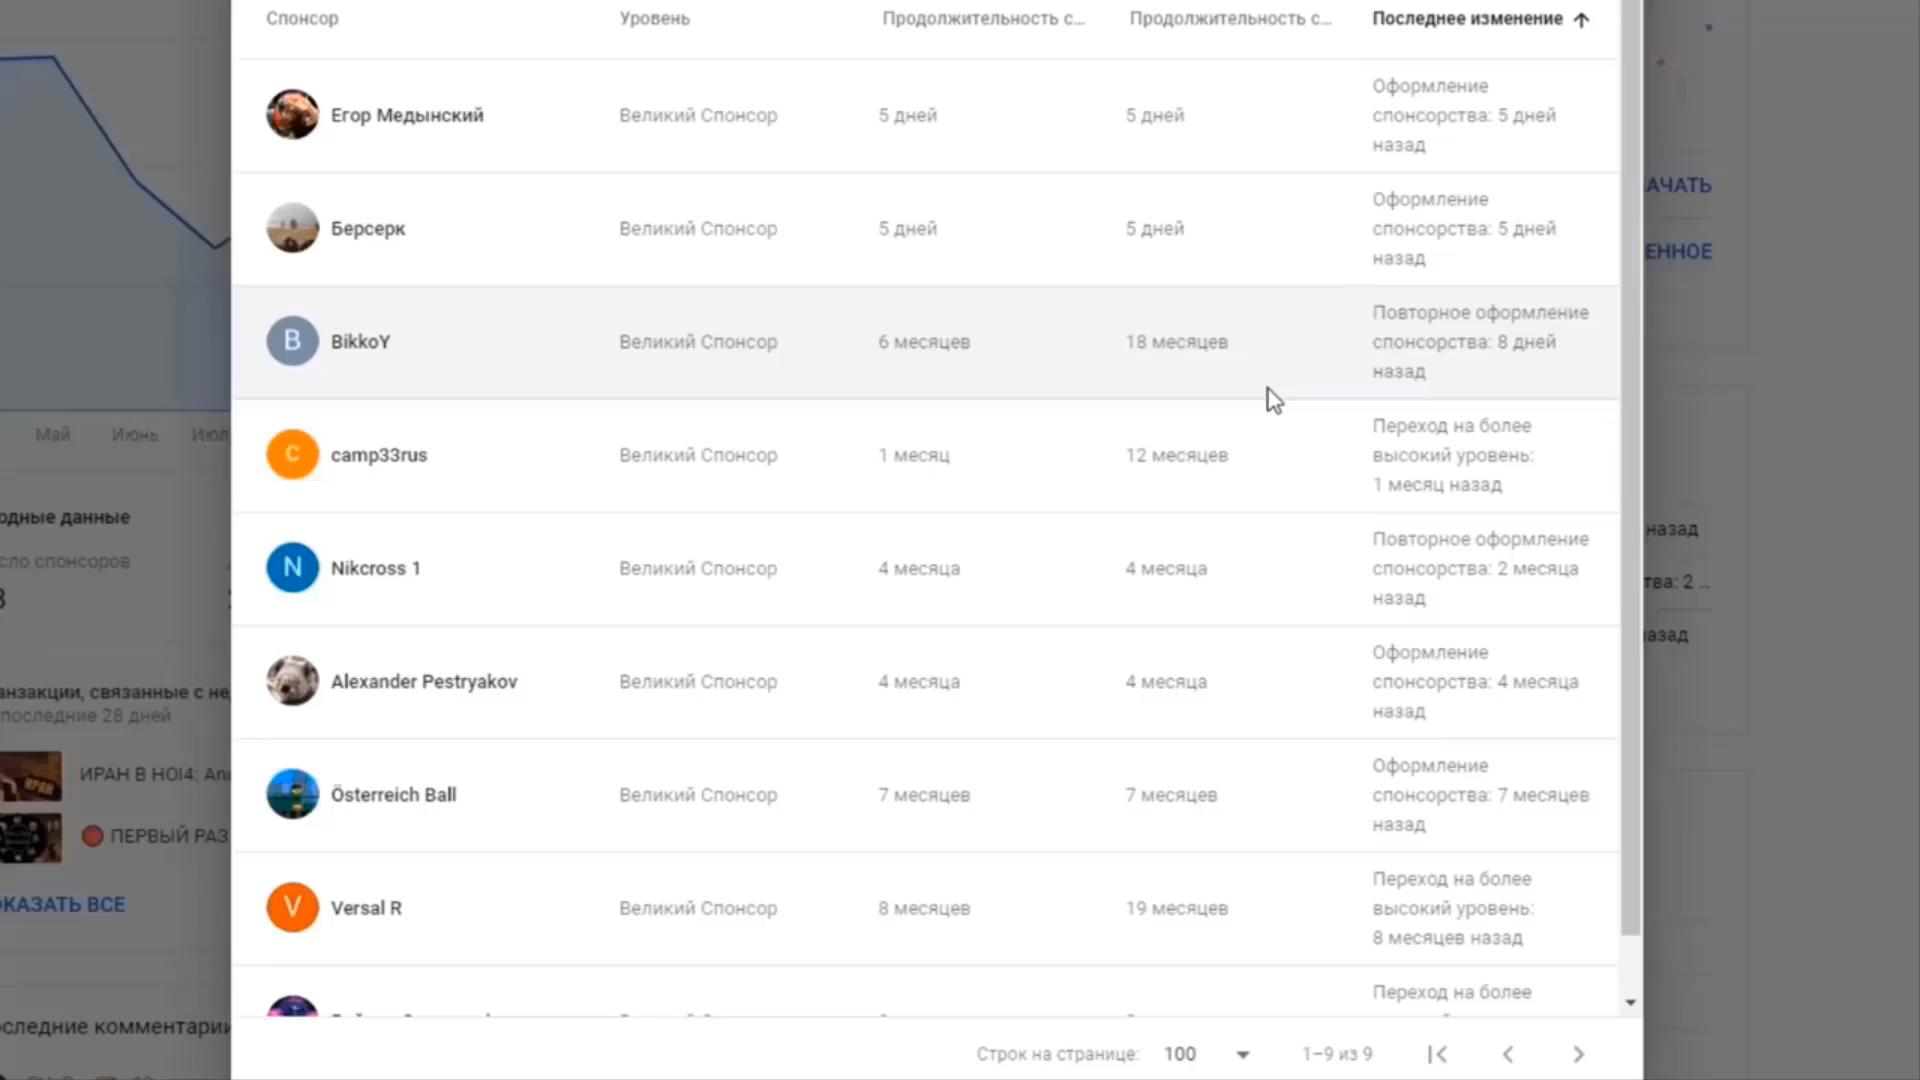 Спонсор Уровень Продолжительность с... Продолжительность с... Последнее изменение
Егор Медынский Великий Спонсор 5 дней 5 дней Оформление
спонсорства: 5 дней
назад
Берсерк Великий Спонсор 5 дней 5 дней Оформление
спонсорства: 5 дней
назад
B BikkoY Великий Спонсор 6 месяцев 18 месяцев Повторное оформление
спонсорства: 8 дней
назад
C camp33rus Великий Спонсор 1 месяц 12 месяцев Переход на более
высокий уровень:
1 месяц назад
N Nikcross 1 Великий Спонсор 4 месяца 4 месяца Повторное оформление
спонсорства: 2 месяца
назад
Alexander Pestryakov Великий Спонсор 4 месяца 4 месяца Оформление
спонсорства: 4 месяца
назад
Österreich Ball Великий Спонсор 7 месяцев 7 месяцев Оформление
спонсорства: 7 месяцев
назад
V Versal R Великий Спонсор 8 месяцев 19 месяцев Переход на более
высокий уровень:
8 месяцев назад
Переход на более
Строк на странице: 100 1–9 из 9
Май Июнь Июл
одные данные
сло спонсоров
анзакции, связанные с не
последние 28 дней
ИРАН В HOI4: An
ПЕРВЫЙ РАЗ
ОКАЗАТЬ ВСЕ
оследние комментарии
АЧАТЬ
ЕННОЕ
назад
тва: 2 ...
назад